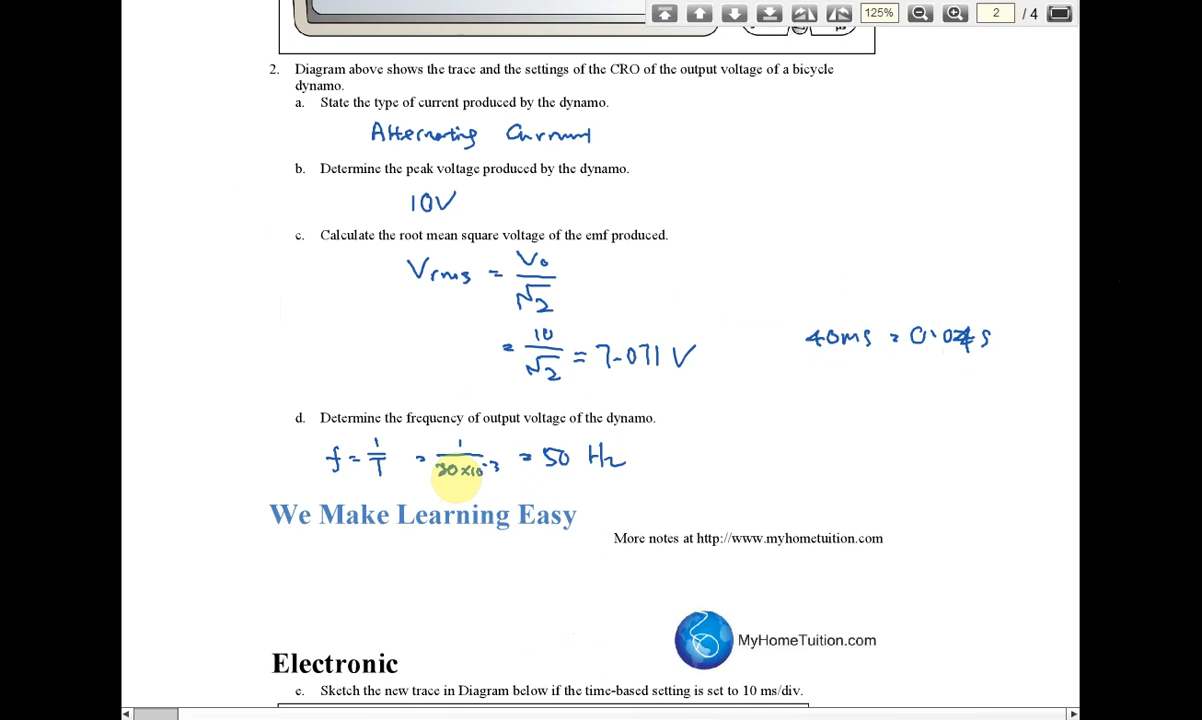 125% 2 / 4
2. Diagram above shows the trace and the settings of the CRO of the output voltage of a bicycle
dynamo.
a. State the type of current produced by the dynamo.
Alternating Current
b. Determine the peak voltage produced by the dynamo.
10V
c. Calculate the root mean square voltage of the emf produced.
Vrms = V₀/√2
= 10/√2 = 7.071 V
40ms = 0.04 s
d. Determine the frequency of output voltage of the dynamo.
f = 1/T = 1/20×10⁻³ = 50 Hz
We Make Learning Easy
More notes at http://www.myhometuition.com
MyHomeTuition.com
Electronic
e. Sketch the new trace in Diagram below if the time-based setting is set to 10 ms/div.